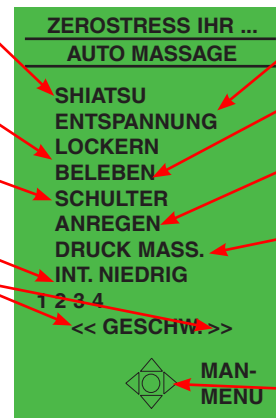 ZEROSTRESS IHR ...
AUTO MASSAGE
SHIATSU
ENTSPANNUNG
LOCKERN
BELEBEN
SCHULTER
ANREGEN
DRUCK MASS.
INT. NIEDRIG
1 2 3 4
<< GESCHW. >>
MAN-
MENU